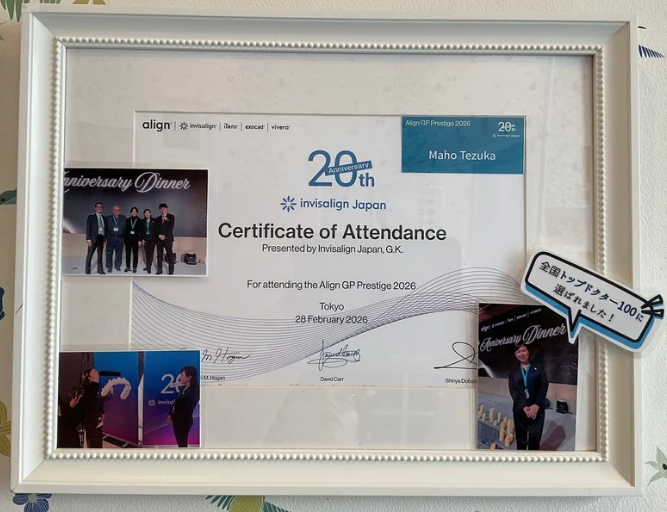 align | invisalign | iTero | exocad | vivera
Align GP Prestige 2026
20th
Maho Tezuka
20th
Anniversary
invisalign Japan
Certificate of Attendance
Presented by Invisalign Japan, G.K.
For attending the Align GP Prestige 2026
Tokyo
28 February 2026
David Carr
Anniversary Dinner
全国トップドクター100に
選ばれました！
Anniversary Dinner